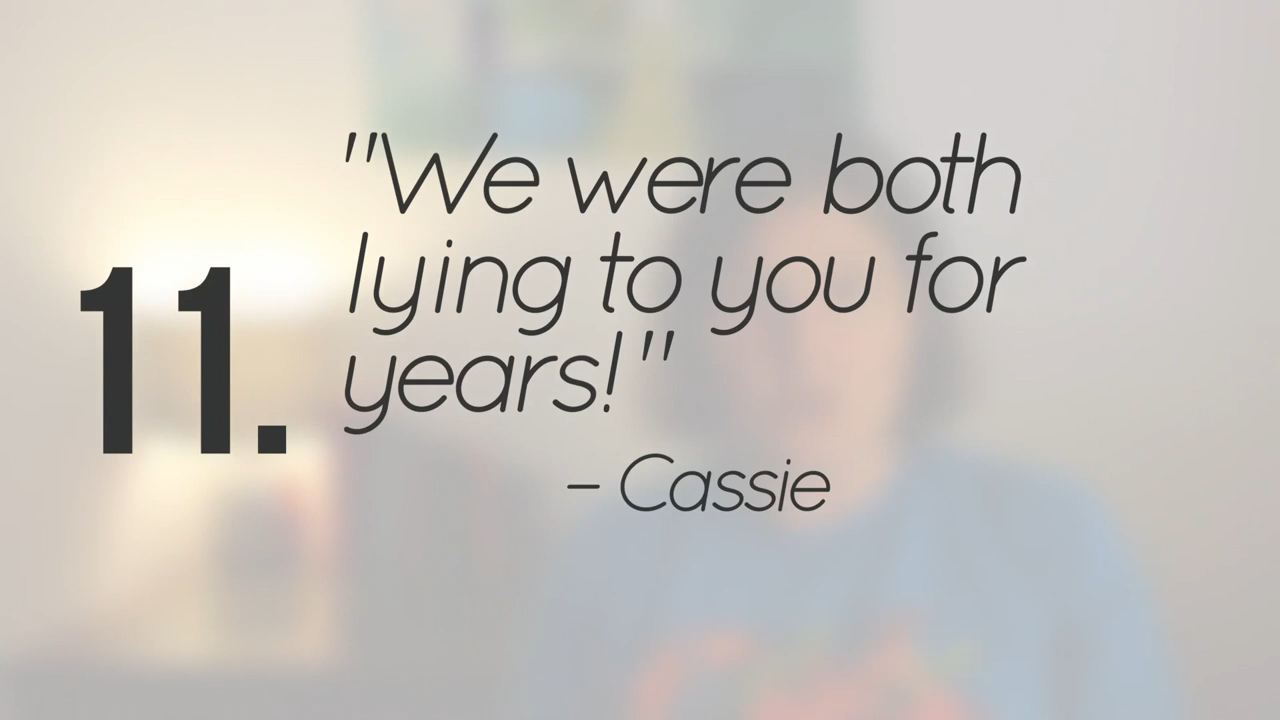 11.
"We were both
lying to you for
years!"
– Cassie